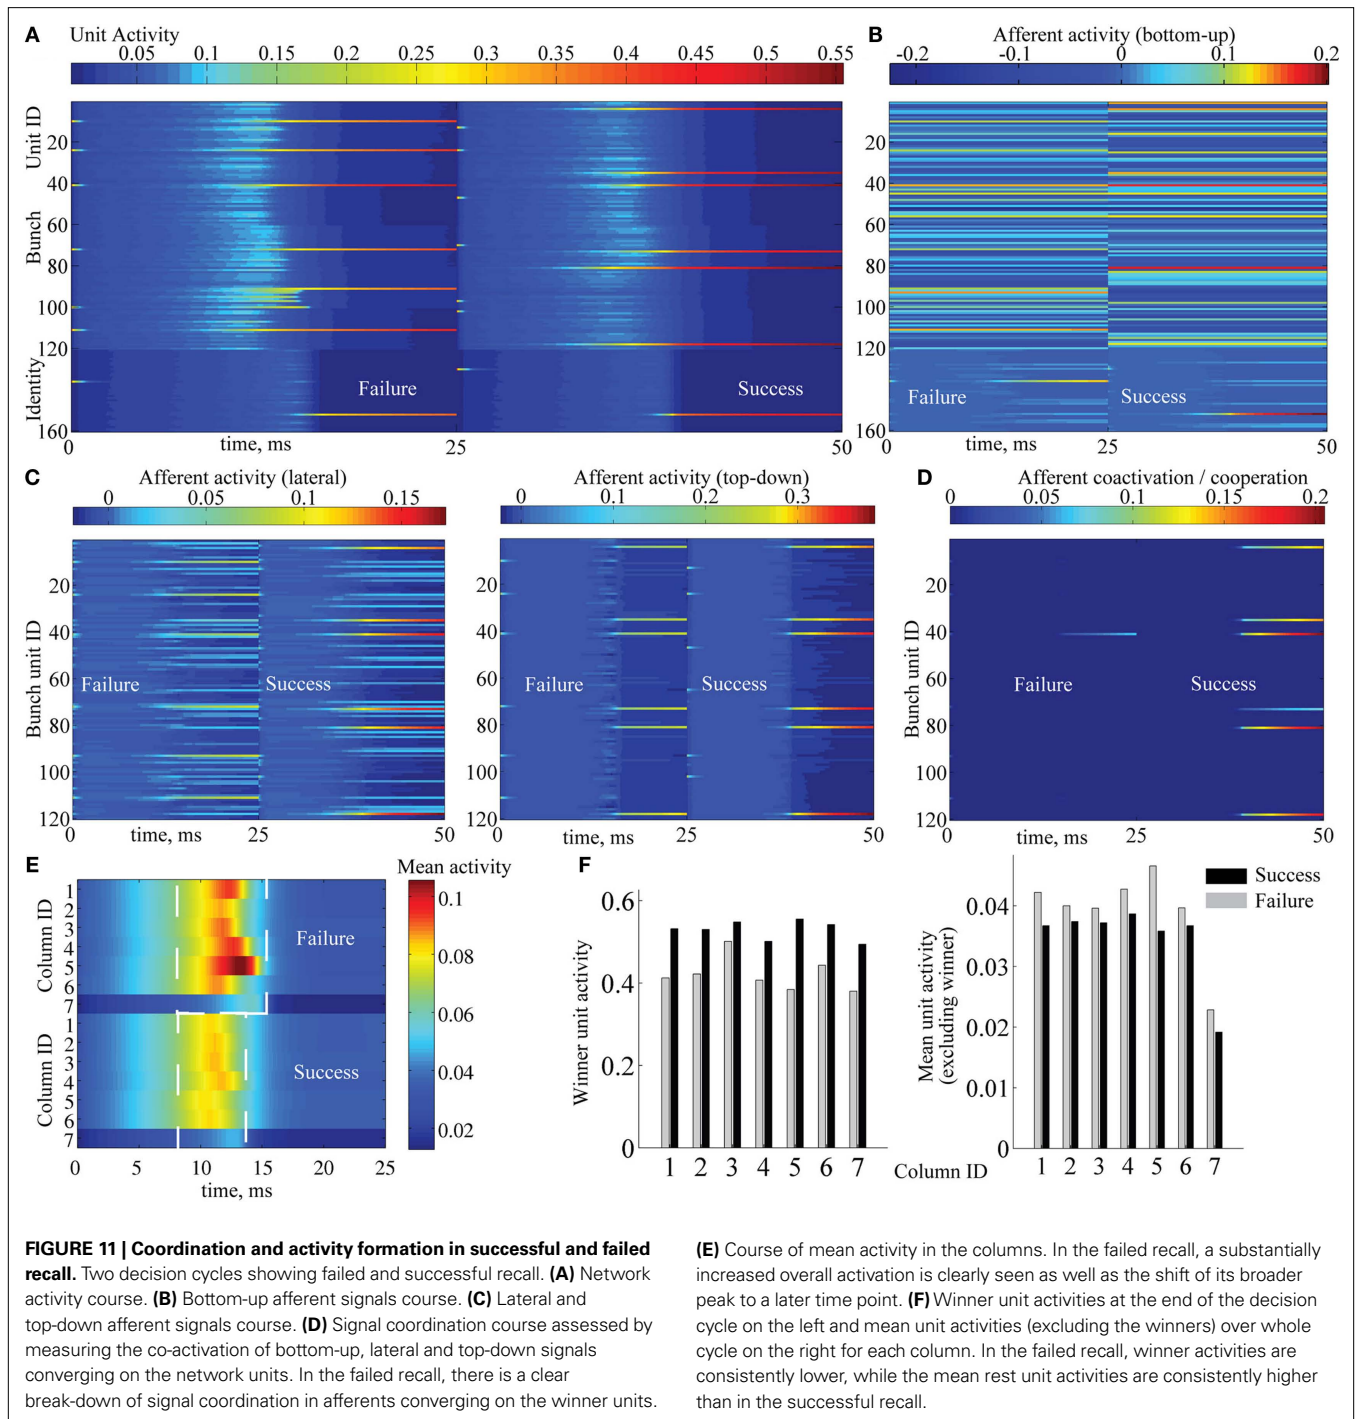 A
Unit Activity
0.05 0.1 0.15 0.2 0.25 0.3 0.35 0.4 0.45 0.5 0.55
Unit ID
Bunch
Identity
20
40
60
80
100
120
160
Failure
Success
0 25 50
time, ms
B
Afferent activity (bottom-up)
-0.2 -0.1 0 0.1 0.2
20
40
60
80
100
120
160
Failure
Success
0 25 50
time, ms
C
Afferent activity (lateral)
0 0.05 0.1 0.15
Bunch unit ID
20
40
60
80
100
120
Failure
Success
0 25 50
time, ms
Afferent activity (top-down)
0 0.1 0.2 0.3
20
40
60
80
100
120
Failure
Success
0 25 50
time, ms
D
Afferent coactivation / cooperation
0 0.05 0.1 0.15 0.2
Bunch unit ID
20
40
60
80
100
120
Failure
Success
0 25 50
time, ms
E
Mean activity
0.1
0.08
0.06
0.04
0.02
Column ID
1
2
3
4
5
6
7
Failure
Column ID
1
2
3
4
5
6
7
Success
0 5 10 15 20 25
time, ms
F
Winner unit activity
0.6
0.4
0.2
0
1 2 3 4 5 6 7
Column ID
Mean unit activity
(excluding winner)
0.04
0.03
0.02
0.01
0
1 2 3 4 5 6 7
Success
Failure
FIGURE 11 | Coordination and activity formation in successful and failed
recall. Two decision cycles showing failed and successful recall. (A) Network
activity course. (B) Bottom-up afferent signals course. (C) Lateral and
top-down afferent signals course. (D) Signal coordination course assessed by
measuring the co-activation of bottom-up, lateral and top-down signals
converging on the network units. In the failed recall, there is a clear
break-down of signal coordination in afferents converging on the winner units.
(E) Course of mean activity in the columns. In the failed recall, a substantially
increased overall activation is clearly seen as well as the shift of its broader
peak to a later time point. (F) Winner unit activities at the end of the decision
cycle on the left and mean unit activities (excluding the winners) over whole
cycle on the right for each column. In the failed recall, winner activities are
consistently lower, while the mean rest unit activities are consistently higher
than in the successful recall.